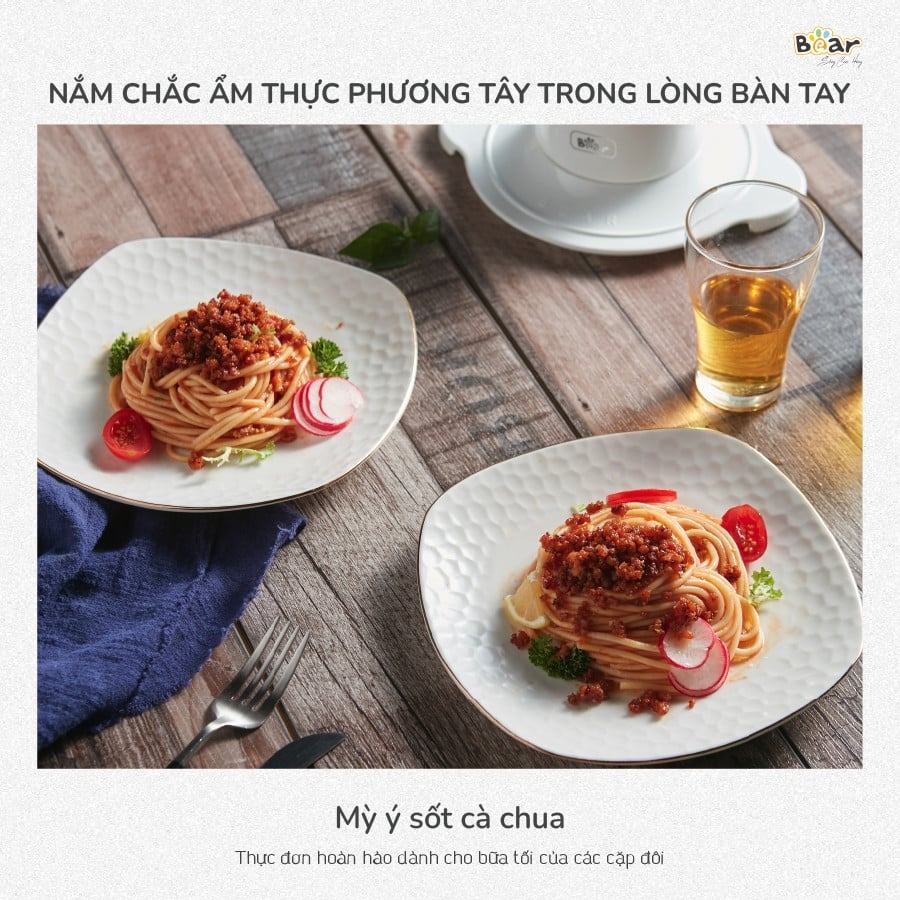 Bear
NẮM CHẮC ẨM THỰC PHƯƠNG TÂY TRONG LÒNG BÀN TAY
Mỳ ý sốt cà chua
Thực đơn hoàn hảo dành cho bữa tối của các cặp đôi